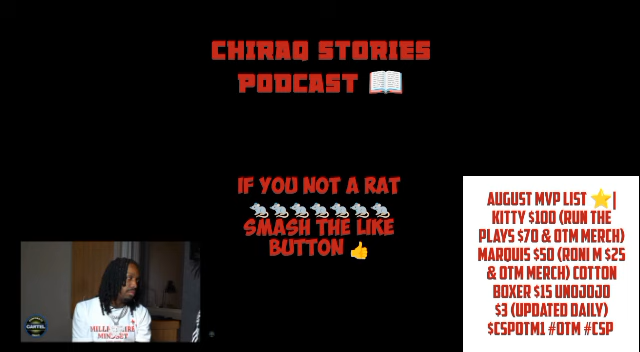 CHIRAQ STORIES
PODCAST 📖
IF YOU NOT A RAT
🐀🐀🐀🐀🐀🐀🐀
SMASH THE LIKE
BUTTON 👍
AUGUST MVP LIST ⭐|
KITTY $100 (RUN THE
PLAYS $70 & OTM MERCH)
MARQUIS $50 (RONI M $25
& OTM MERCH) COTTON
BOXER $15 UNOJOJO
$3 (UPDATED DAILY)
$CSPOTM1 #OTM #CSP
CARTEL
MILLIONAIRE
MINDSET